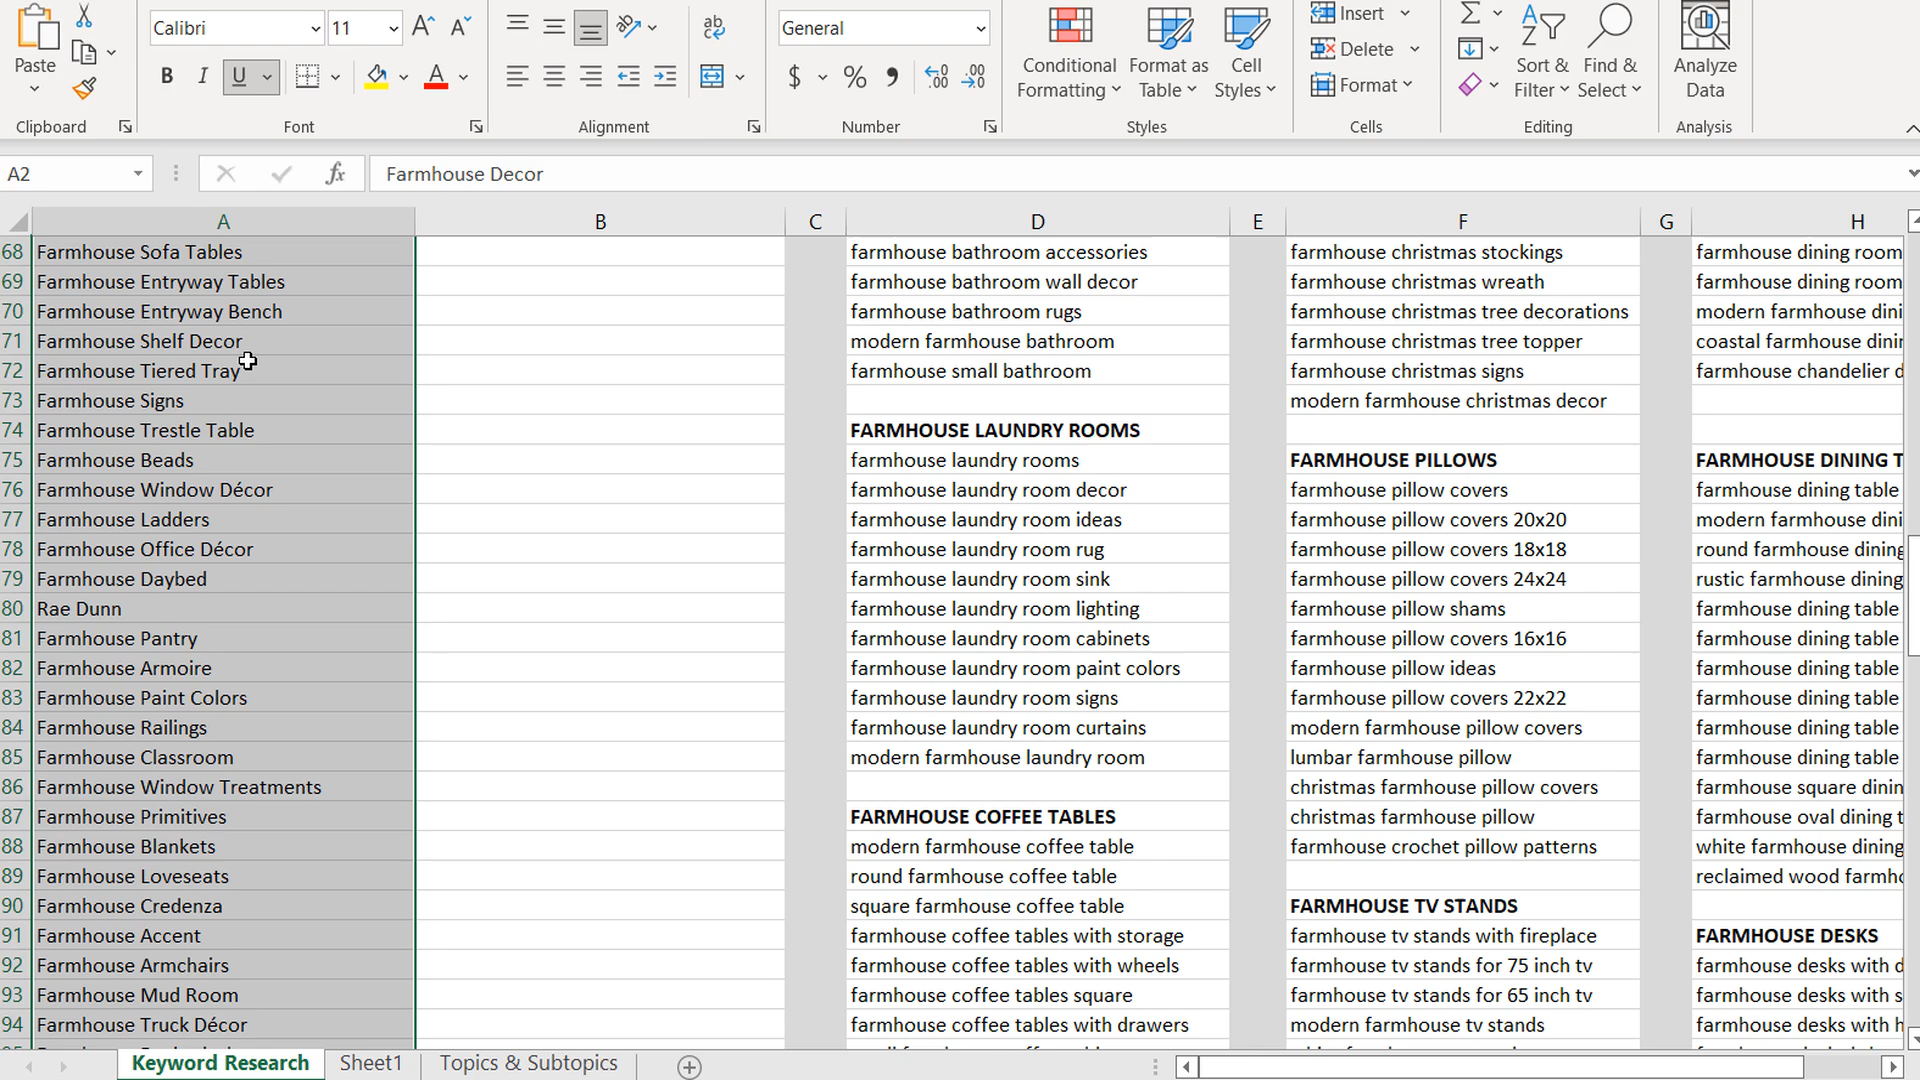 Calibri 11 General
Insert
Delete
Format
Paste
B I U A $ % 9
Conditional Formatting
Format as Table
Cell Styles
Sort & Filter
Find & Select
Analyze Data
Clipboard Font Alignment Number Styles Cells Editing Analysis
A2 fx Farmhouse Decor
A B C D E F G H
68 Farmhouse Sofa Tables farmhouse bathroom accessories farmhouse christmas stockings farmhouse dining room
69 Farmhouse Entryway Tables farmhouse bathroom wall decor farmhouse christmas wreath farmhouse dining room
70 Farmhouse Entryway Bench farmhouse bathroom rugs farmhouse christmas tree decorations modern farmhouse dini
71 Farmhouse Shelf Decor modern farmhouse bathroom farmhouse christmas tree topper coastal farmhouse dinin
72 Farmhouse Tiered Tray farmhouse small bathroom farmhouse christmas signs farmhouse chandelier d
73 Farmhouse Signs modern farmhouse christmas decor
74 Farmhouse Trestle Table FARMHOUSE LAUNDRY ROOMS
75 Farmhouse Beads farmhouse laundry rooms FARMHOUSE PILLOWS FARMHOUSE DINING T
76 Farmhouse Window Décor farmhouse laundry room decor farmhouse pillow covers farmhouse dining table
77 Farmhouse Ladders farmhouse laundry room ideas farmhouse pillow covers 20x20 modern farmhouse dini
78 Farmhouse Office Décor farmhouse laundry room rug farmhouse pillow covers 18x18 round farmhouse dining
79 Farmhouse Daybed farmhouse laundry room sink farmhouse pillow covers 24x24 rustic farmhouse dining
80 Rae Dunn farmhouse laundry room lighting farmhouse pillow shams farmhouse dining table
81 Farmhouse Pantry farmhouse laundry room cabinets farmhouse pillow covers 16x16 farmhouse dining table
82 Farmhouse Armoire farmhouse laundry room paint colors farmhouse pillow ideas farmhouse dining table
83 Farmhouse Paint Colors farmhouse laundry room signs farmhouse pillow covers 22x22 farmhouse dining table
84 Farmhouse Railings farmhouse laundry room curtains modern farmhouse pillow covers farmhouse dining table
85 Farmhouse Classroom modern farmhouse laundry room lumbar farmhouse pillow farmhouse dining table
86 Farmhouse Window Treatments christmas farmhouse pillow covers farmhouse square dinin
87 Farmhouse Primitives FARMHOUSE COFFEE TABLES christmas farmhouse pillow farmhouse oval dining t
88 Farmhouse Blankets modern farmhouse coffee table farmhouse crochet pillow patterns white farmhouse dining
89 Farmhouse Loveseats round farmhouse coffee table reclaimed wood farmho
90 Farmhouse Credenza square farmhouse coffee table FARMHOUSE TV STANDS
91 Farmhouse Accent farmhouse coffee tables with storage farmhouse tv stands with fireplace FARMHOUSE DESKS
92 Farmhouse Armchairs farmhouse coffee tables with wheels farmhouse tv stands for 75 inch tv farmhouse desks with d
93 Farmhouse Mud Room farmhouse coffee tables square farmhouse tv stands for 65 inch tv farmhouse desks with s
94 Farmhouse Truck Décor farmhouse coffee tables with drawers modern farmhouse tv stands farmhouse desks with h
Keyword Research Sheet1 Topics & Subtopics